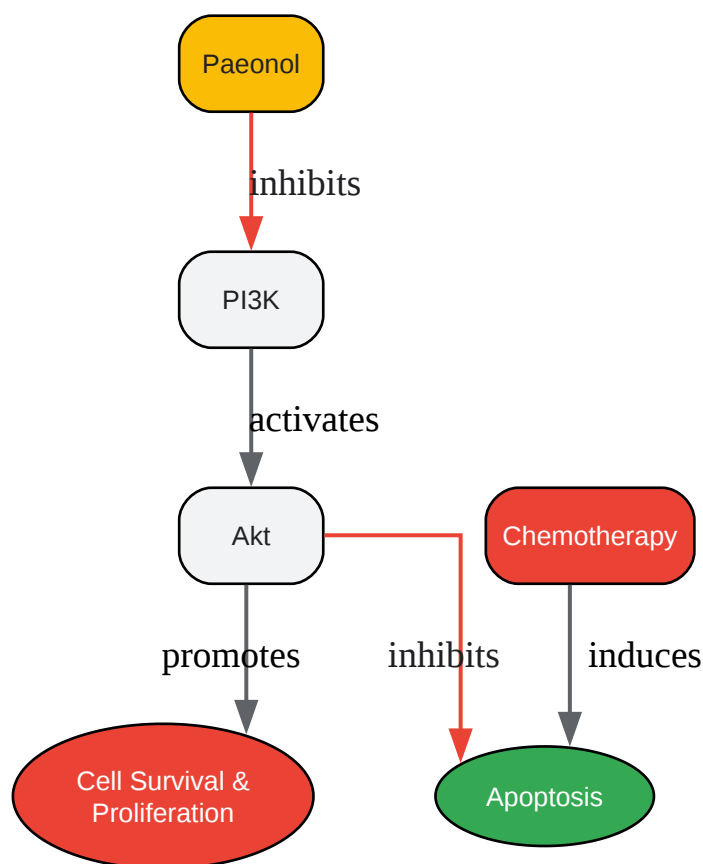 Paeonol
inhibits
PI3K
activates
Akt
Chemotherapy
promotes
inhibits
induces
Cell Survival &
Proliferation
Apoptosis